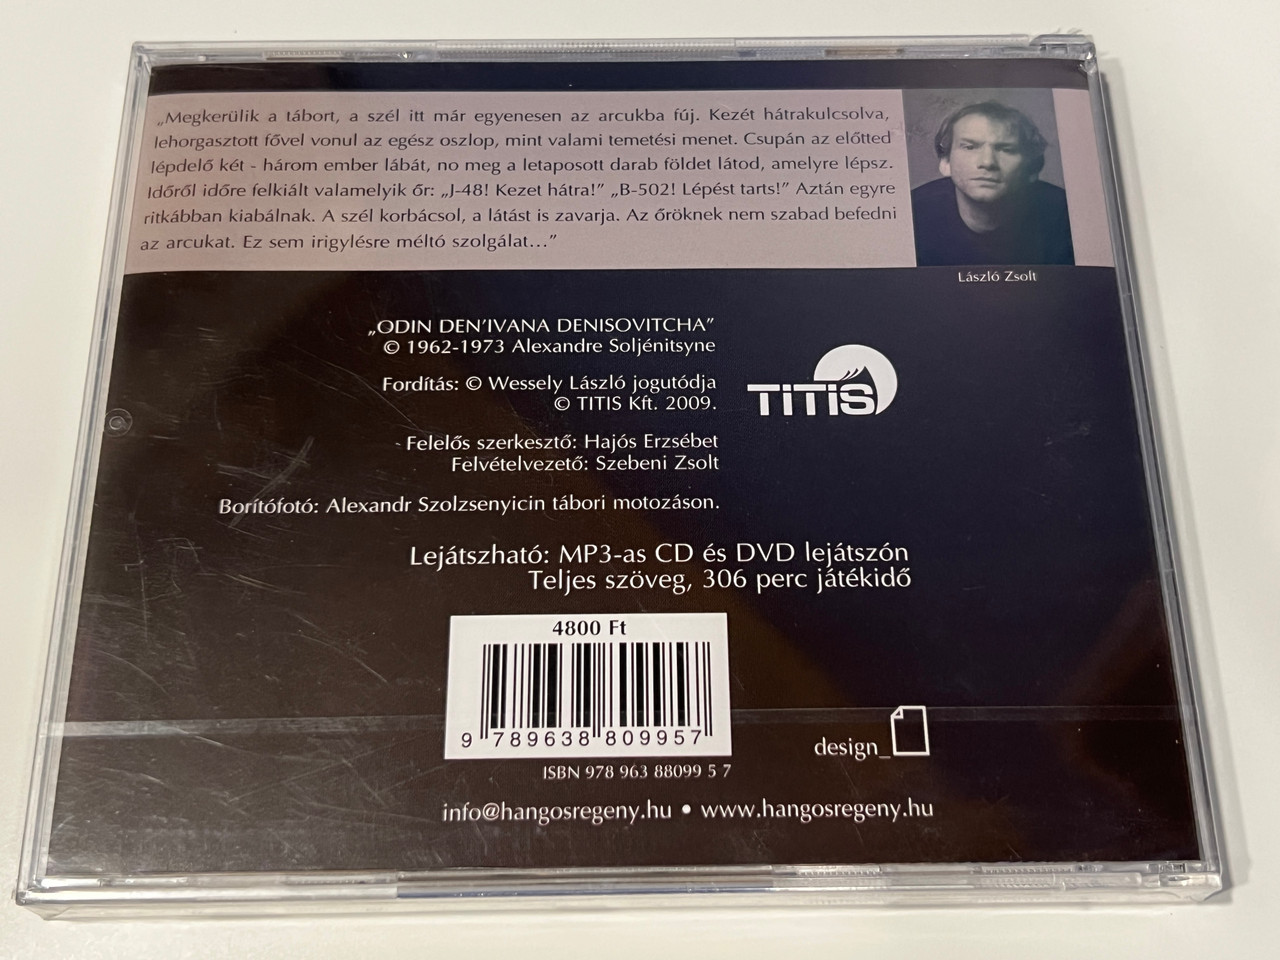 „Megkerülik a tábort, a szél itt már egyenesen az arcukba fúj. Kezét hátrakulcsolva,
lehorgasztott fővel vonul az egész oszlop, mint valami temetési menet. Csupán az előtted
lépdelő két - három ember lábát, no meg a letaposott darab földet látod, amelyre lépsz.
Időről időre felkiált valamelyik őr: „J-48! Kezet hátra!” „B-502! Lépést tarts!” Aztán egyre
ritkábban kiabálnak. A szél korbácsol, a látást is zavarja. Az őröknek nem szabad befedni
az arcukat. Ez sem irigylésre méltó szolgálat...”
László Zsolt
„ODIN DEN'IVANA DENISOVITCHA”
© 1962-1973 Alexandre Soljénitsyne
Fordítás: © Wessely László jogutódja
© TITIS Kft. 2009.
TITIS
Felelős szerkesztő: Hajós Erzsébet
Felvételvezető: Szebeni Zsolt
Borítófotó: Alexandr Szolzsenyicin tábori motozáson.
Lejátszható: MP3-as CD és DVD lejátszón
Teljes szöveg, 306 perc játékidő
4800 Ft
9 789638 809957
ISBN 978 963 88099 5 7
design_
info@hangosregeny.hu • www.hangosregeny.hu